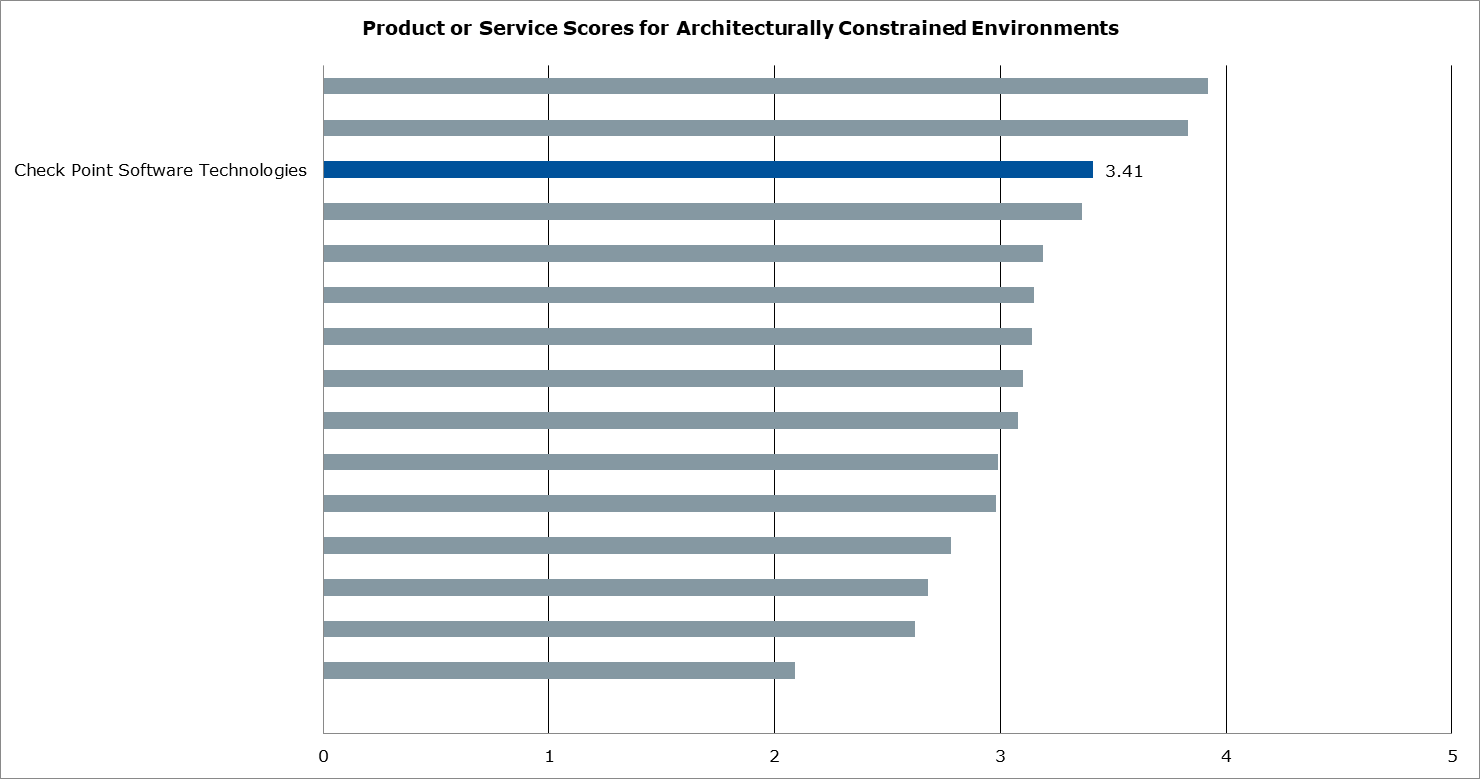 Product or Service Scores for Architecturally Constrained Environments
Check Point Software Technologies
3.41
0 1 2 3 4 5